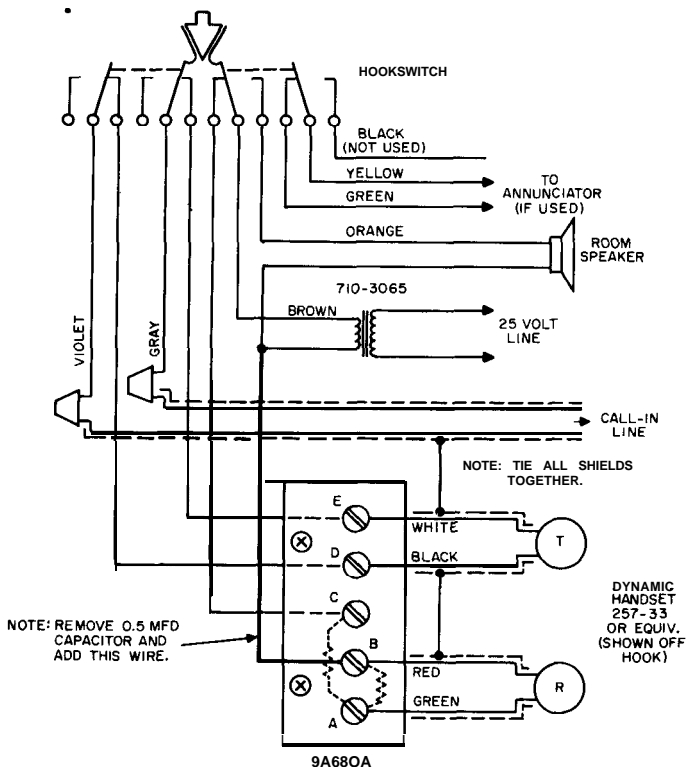 HOOKSWITCH
BLACK
(NOT USED)
YELLOW
GREEN
TO
ANNUNCIATOR
(IF USED)
ORANGE
ROOM
SPEAKER
710-3065
BROWN
25 VOLT
LINE
VIOLET
GRAY
CALL-IN
LINE
NOTE: TIE ALL SHIELDS
TOGETHER.
E
WHITE
T
D
BLACK
C
DYNAMIC
HANDSET
257-33
OR EQUIV.
(SHOWN OFF
HOOK)
NOTE: REMOVE 0.5 MFD
CAPACITOR AND
ADD THIS WIRE.
B
RED
R
GREEN
A
9A680A